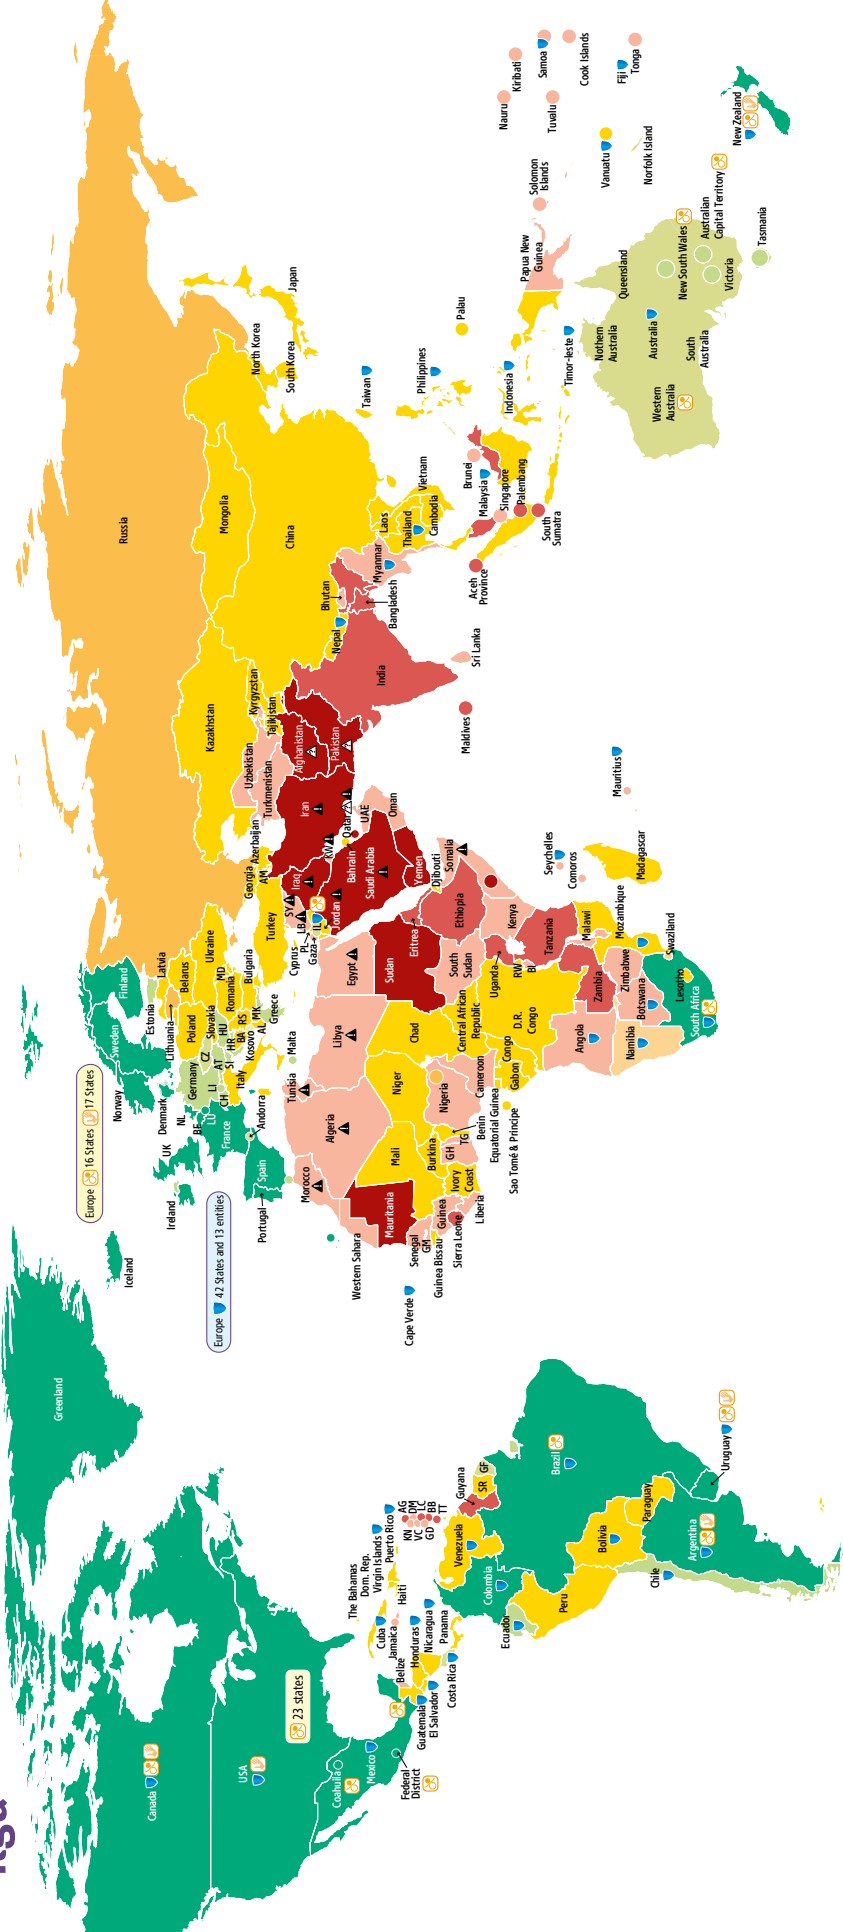 Greenland
Canada
USA
23 states
Coahuila
Mexico
Federal
District
The Bahamas
Dom. Rep.
Virgin Islands
Puerto Rico
Cuba
Jamaica
Haiti
Belize
Honduras
Nicaragua
Panama
Guatemala
El Salvador
Costa Rica
AG
DM
LC
BB
TT
KN
VC
GD
Guyana
SR
GF
Venezuela
Colombia
Ecuador
Peru
Brazil
Bolivia
Paraguay
Chile
Argentina
Uruguay
Iceland
Europe 16 States 17 States
Europe 42 States and 13 entities
Norway
Sweden
Finland
Denmark
UK
Ireland
NL
BE
LU
France
Andorra
Spain
Portugal
Estonia
Latvia
Lithuania
Belarus
Poland
Ukraine
Germany
CZ
Slovakia
LI
AT
HU
MD
Romania
CH
SI
HR
BA
RS
Bulgaria
Italy
Kosovo
MK
AL
Greece
Malta
Turkey
Cyprus
Georgia
AM
Azerbaijan
Russia
Kazakhstan
Mongolia
China
Uzbekistan
Turkmenistan
Kyrgyzstan
Tajikistan
Afghanistan
Pakistan
Iran
Iraq
SY
LB
PL
Gaza
IL
Jordan
KW
Qatar
UAE
Oman
Bahrain
Saudi Arabia
Yemen
North Korea
South Korea
Japan
Taiwan
Nepal
Bhutan
India
Bangladesh
Myanmar
Sri Lanka
Maldives
Laos
Thailand
Vietnam
Cambodia
Philippines
Palau
Brunei
Malaysia
Singapore
Palembang
South
Sumatra
Aceh
Province
Indonesia
Timor-leste
Papua New
Guinea
Solomon
Islands
Nauru
Kiribati
Samoa
Cook Islands
Tuvalu
Fiji
Tonga
Vanuatu
Norfolk Island
New Zealand
Nothern
Australia
Queensland
Australia
Western
Australia
South
Australia
New South Wales
Australian
Capital Territory
Victoria
Tasmania
Morocco
Western Sahara
Algeria
Tunisia
Libya
Egypt
Mauritania
Mali
Niger
Chad
Sudan
Eritrea
Djibouti
Somalia
Ethiopia
Cape Verde
Senegal
GM
Guinea Bissau
Guinea
Sierra Leone
Liberia
Ivory
Coast
Burkina
GH
TG
Benin
Nigeria
Cameroon
Equatorial Guinea
Sao Tomé & Principe
Gabon
Congo
Central African
Republic
South
Sudan
D.R.
Congo
Uganda
RW
BI
Kenya
Tanzania
Angola
Zambia
Malawi
Mozambique
Zimbabwe
Botswana
Namibia
South Africa
Lesotho
Swaziland
Madagascar
Comoros
Seychelles
Mauritius